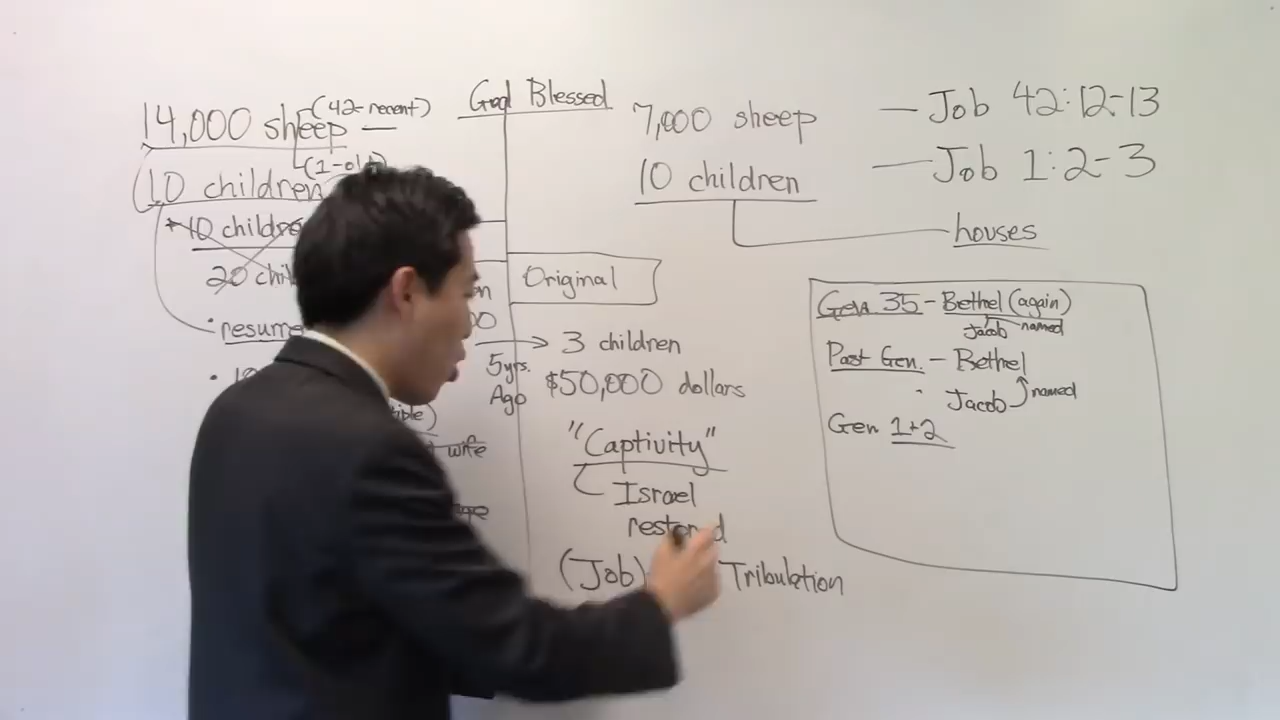 14,000 sheep —
(42-recent)
(1-old)
10 children
10 children
20
resume
God Blessed
7,000 sheep
10 children
— Job 42:12-13
— Job 1:2-3
houses
Original
5yrs. Ago
3 children
$50,000 dollars
"Captivity"
Israel
restored
(Job)
Tribulation
Gen 35 - Bethel (again)
Jacob named
Past Gen. - Bethel
Jacob named
Gen 1+2